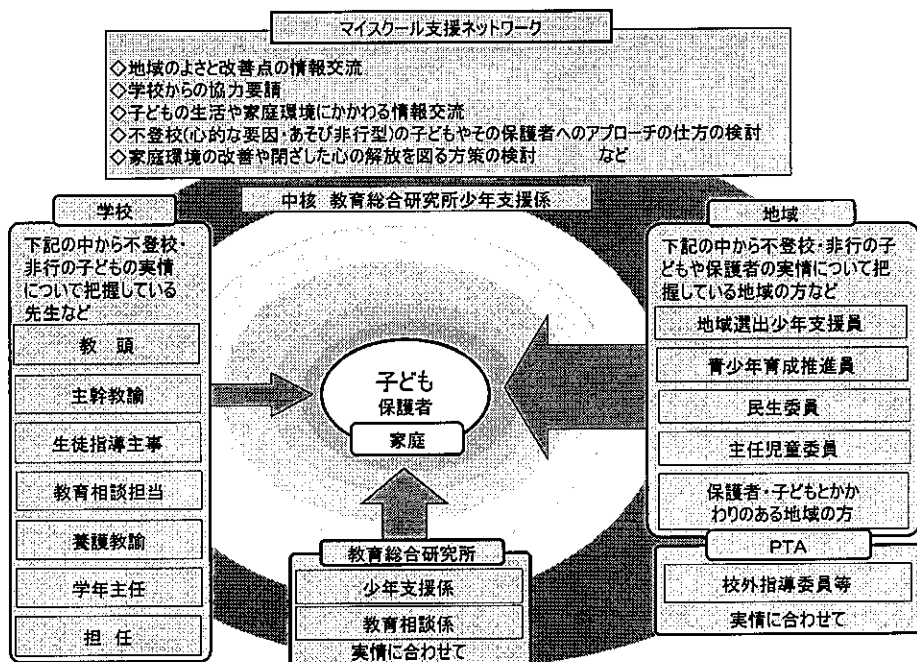 マイスクール支援ネットワーク
◇地域のよさと改善点の情報交流
◇学校からの協力要請
◇子どもの生活や家庭環境にかかわる情報交流
◇不登校(心的な要因・あそび非行型)の子どもやその保護者へのアプローチの仕方の検討
◇家庭環境の改善や閉ざした心の解放を図る方策の検討　　など
中核 教育総合研究所少年支援係
学校
下記の中から不登校・
非行の子どもの実情
について把握している
先生など
教 頭
主幹教諭
生徒指導主事
教育相談担当
養護教諭
学年主任
担 任
子ども
保護者
家庭
教育総合研究所
少年支援係
教育相談係
実情に合わせて
地域
下記の中から不登校・非行の子
どもや保護者の実情について把
握している地域の方など
地域選出少年支援員
青少年育成推進員
民生委員
主任児童委員
保護者・子どもとかか
わりのある地域の方
PTA
校外指導委員等
実情に合わせて